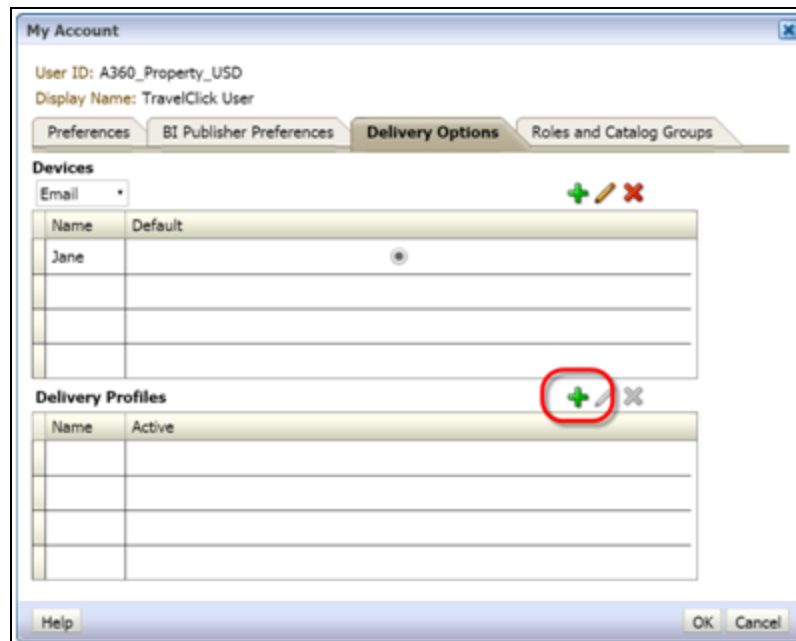 My Account
User ID: A360_Property_USD
Display Name: TravelClick User
Preferences BI Publisher Preferences Delivery Options Roles and Catalog Groups
Devices
Email
Name Default
Jane
Delivery Profiles
Name Active
Help OK Cancel